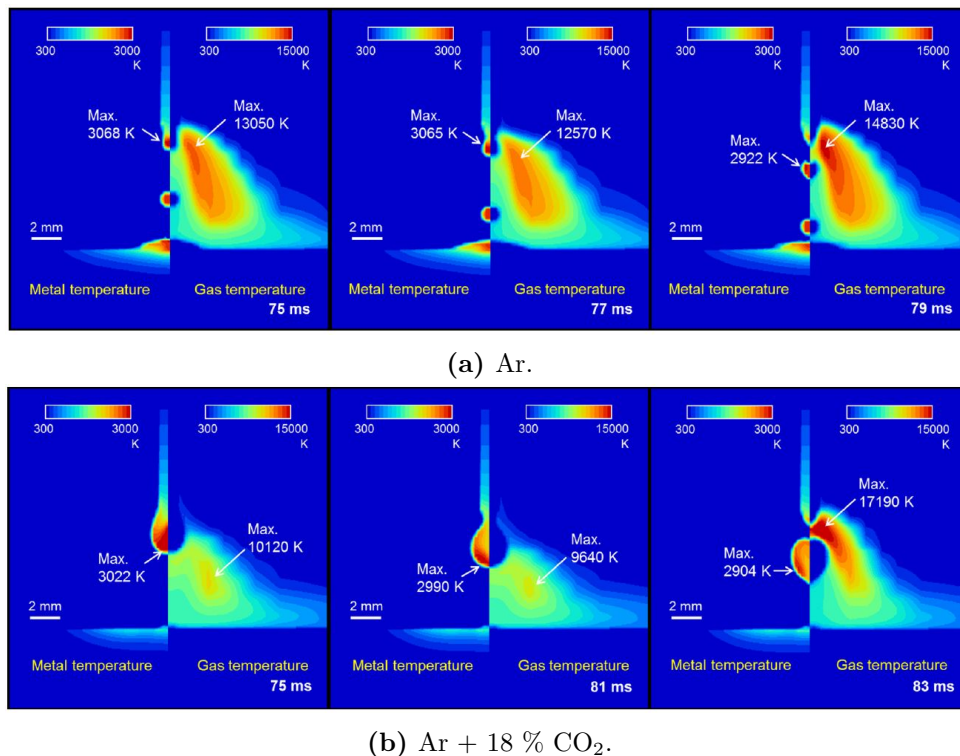 300 3000 K 300 15000 K
Max. 3068 K
Max. 13050 K
2 mm
Metal temperature Gas temperature
75 ms
300 3000 K 300 15000 K
Max. 3065 K
Max. 12570 K
2 mm
Metal temperature Gas temperature
77 ms
300 3000 K 300 15000 K
Max. 2922 K
Max. 14830 K
2 mm
Metal temperature Gas temperature
79 ms
(a) Ar.
300 3000 K 300 15000 K
Max. 3022 K
Max. 10120 K
2 mm
Metal temperature Gas temperature
75 ms
300 3000 K 300 15000 K
Max. 2990 K
Max. 9640 K
2 mm
Metal temperature Gas temperature
81 ms
300 3000 K 300 15000 K
Max. 2904 K
Max. 17190 K
2 mm
Metal temperature Gas temperature
83 ms
(b) Ar + 18 % CO₂.